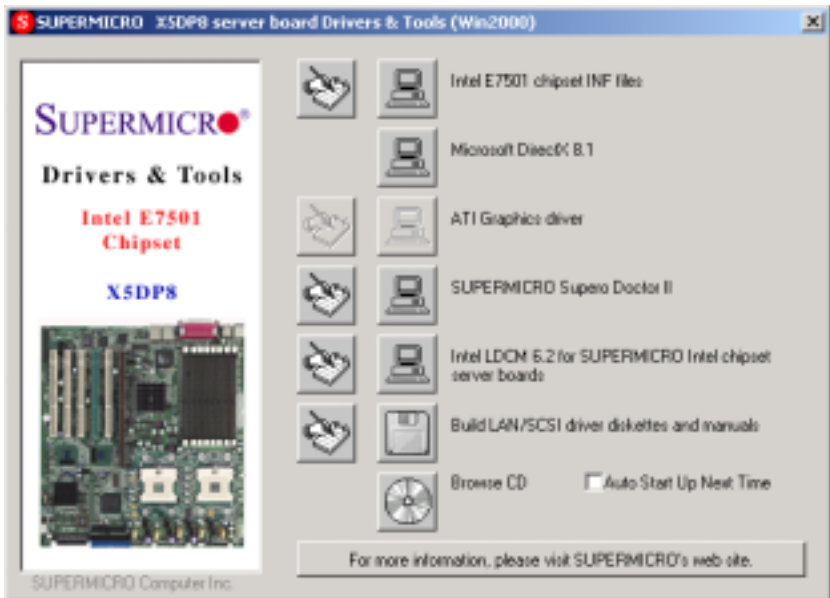 SUPERMICRO X5DP8 server board Drivers & Tools (Win2000)
SUPERMICRO®
Drivers & Tools
Intel E7501
Chipset
X5DP8
Intel E7501 chipset INF files
Microsoft DirectX 8.1
ATI Graphics driver
SUPERMICRO Supero Doctor II
Intel LDCM 6.2 for SUPERMICRO Intel chipset
server boards
Build LAN/SCSI driver diskettes and manuals
Browse CD
Auto Start Up Next Time
For more information, please visit SUPERMICRO's web site.
SUPERMICRO Computer Inc.